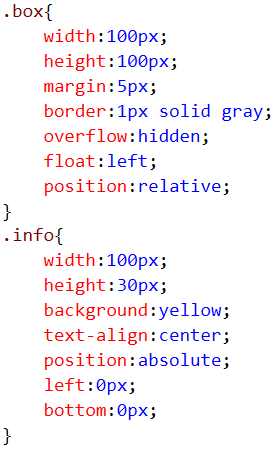 .box{
    width:100px;
    height:100px;
    margin:5px;
    border:1px solid gray;
    overflow:hidden;
    float:left;
    position:relative;
}
.info{
    width:100px;
    height:30px;
    background:yellow;
    text-align:center;
    position:absolute;
    left:0px;
    bottom:0px;
}